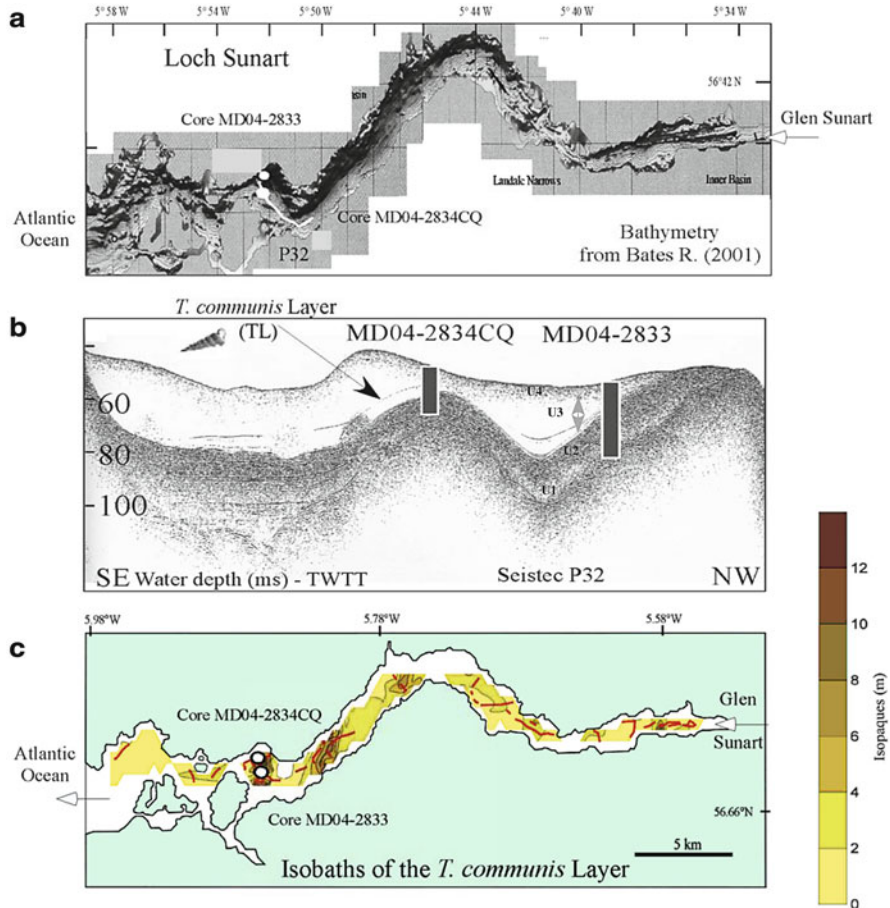 a
5°58 W 5°54 W 5°50 W 5°44 W 5°40 W 5°34 W
Loch Sunart
56°42 N
Core MD04-2833
Glen Sunart
Laudale Narrows
Inner Basin
Atlantic
Ocean
Core MD04-2834CQ
P32
Bathymetry
from Bates R. (2001)
b
T. communis Layer
(TL)
MD04-2834CQ
MD04-2833
60
80
100
U4
U3
U2
U1
SE Water depth (ms) - TWTT
Seistec P32
NW
c
5.98°W 5.78°W 5.58°W
Core MD04-2834CQ
Glen
Sunart
Atlantic
Ocean
Core MD04-2833
56.66°N
5 km
Isobaths of the T. communis Layer
12
10
8
6
4
2
0
Isopaques (m)